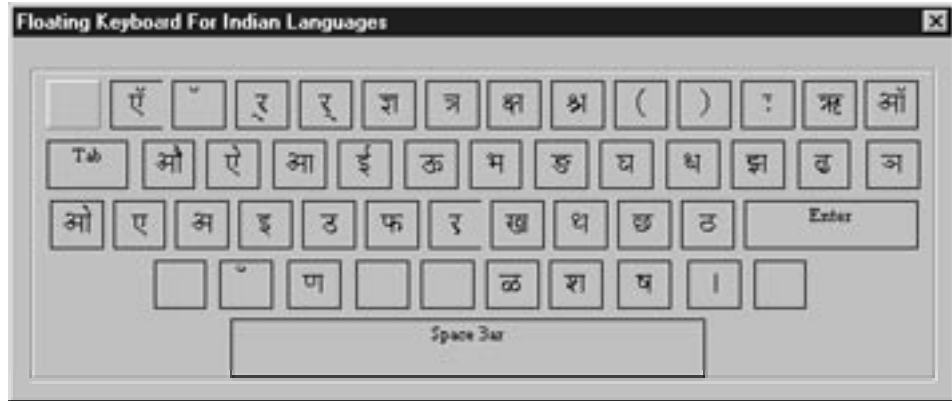 Floating Keyboard For Indian Languages
ऍ ॅ ्र र् ज्ञ त्र क्ष श्र ( ) ः ऋ ऑ
Tab औ ऐ आ ई ऊ भ ङ घ ध झ ढ ञ
ओ ए अ इ उ फ ऱ ख थ छ ठ Enter
ँ ण ळ श ष ।
Space Bar